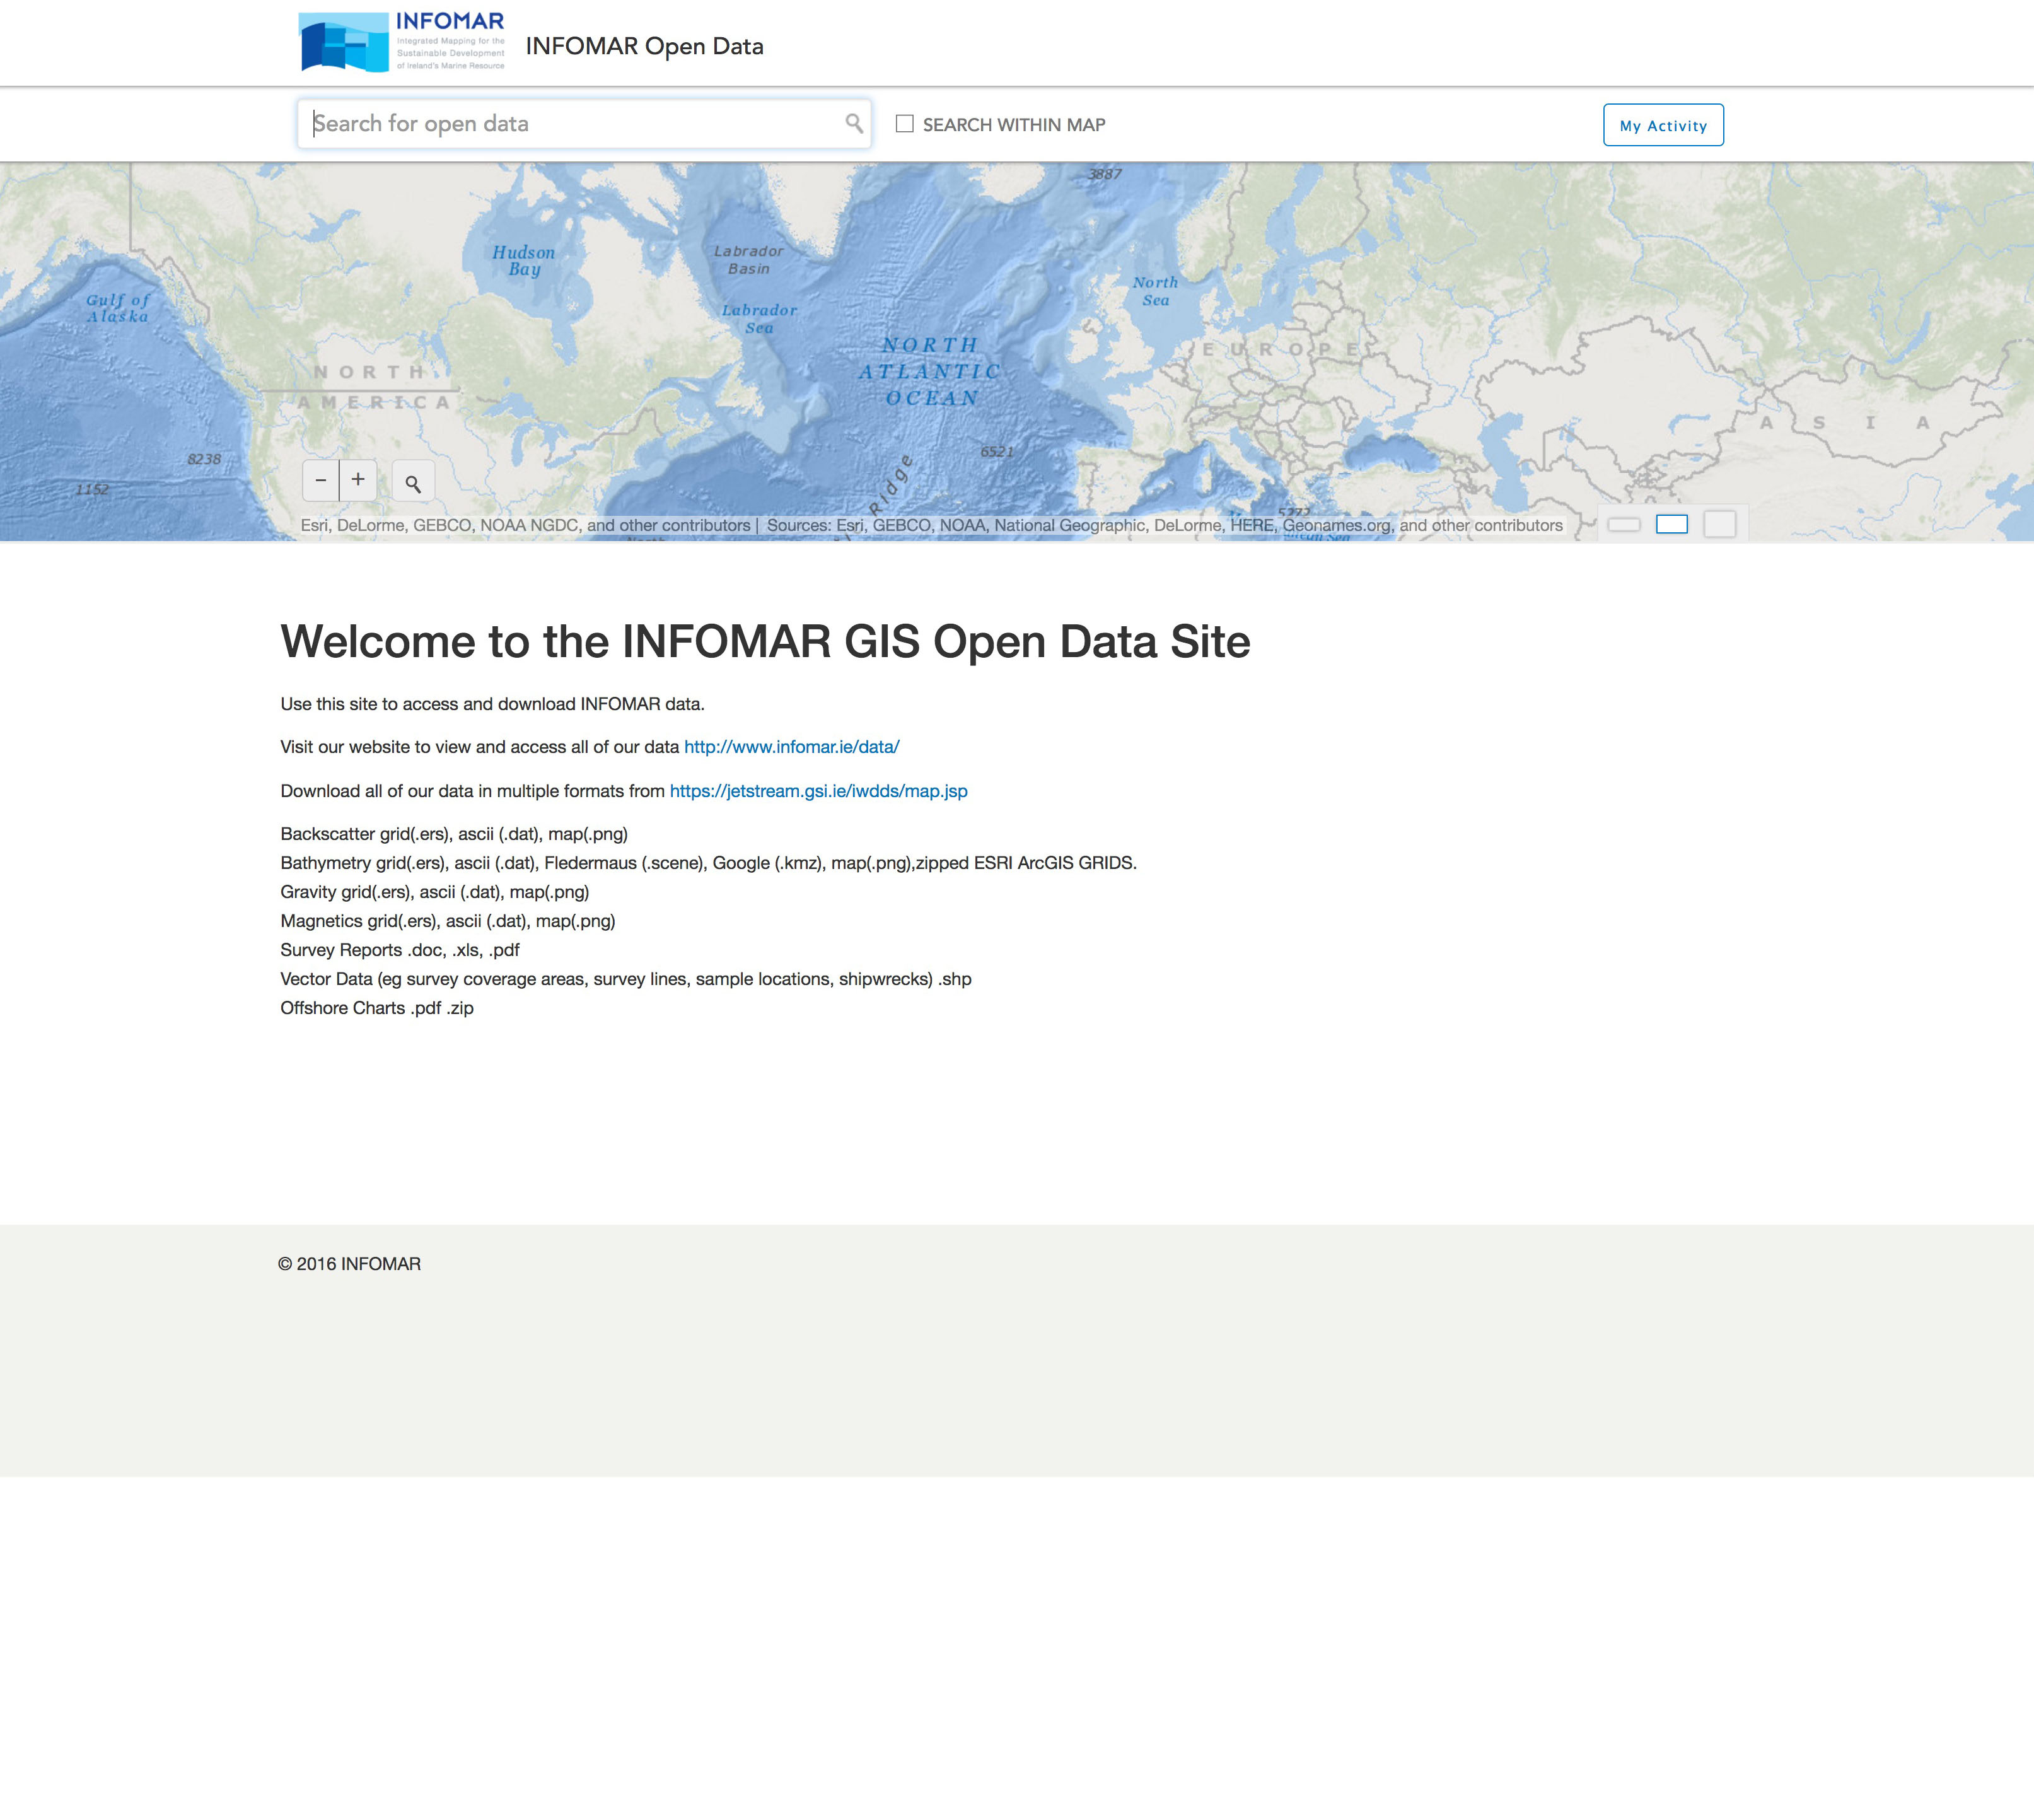 INFOMAR
Integrated Mapping for the
Sustainable Development
of Ireland's Marine Resource
INFOMAR Open Data
Search for open data
SEARCH WITHIN MAP
My Activity
3887
Hudson
Bay
Labrador
Basin
North
Sea
Gulf of
Alaska
Labrador
Sea
NORTH
ATLANTIC
OCEAN
EUROPE
NORTH
AMERICA
ASIA
8238
6521
1152
Ridge
5272
- +
Esri, DeLorme, GEBCO, NOAA NGDC, and other contributors | Sources: Esri, GEBCO, NOAA, National Geographic, DeLorme, HERE, Geonames.org, and other contributors
Welcome to the INFOMAR GIS Open Data Site
Use this site to access and download INFOMAR data.
Visit our website to view and access all of our data http://www.infomar.ie/data/
Download all of our data in multiple formats from https://jetstream.gsi.ie/iwdds/map.jsp
Backscatter grid(.ers), ascii (.dat), map(.png)
Bathymetry grid(.ers), ascii (.dat), Fledermaus (.scene), Google (.kmz), map(.png),zipped ESRI ArcGIS GRIDS.
Gravity grid(.ers), ascii (.dat), map(.png)
Magnetics grid(.ers), ascii (.dat), map(.png)
Survey Reports .doc, .xls, .pdf
Vector Data (eg survey coverage areas, survey lines, sample locations, shipwrecks) .shp
Offshore Charts .pdf .zip
© 2016 INFOMAR